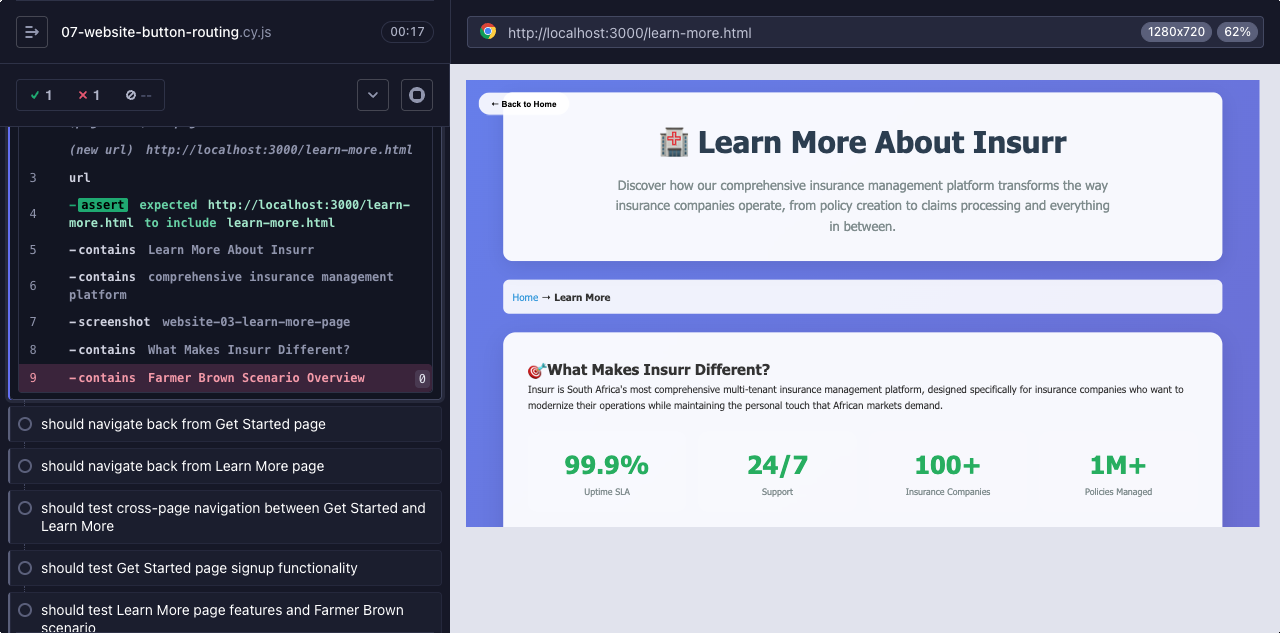 07-website-button-routing.cy.js
00:17
http://localhost:3000/learn-more.html
1280x720
62%
1
1
--
(new url) http://localhost:3000/learn-more.html
3 url
4 -assert expected http://localhost:3000/learn-
more.html to include learn-more.html
5 -contains Learn More About Insurr
6 -contains comprehensive insurance management
platform
7 -screenshot website-03-learn-more-page
8 -contains What Makes Insurr Different?
9 -contains Farmer Brown Scenario Overview 0
should navigate back from Get Started page
should navigate back from Learn More page
should test cross-page navigation between Get Started and
Learn More
should test Get Started page signup functionality
should test Learn More page features and Farmer Brown
scenario
← Back to Home
Learn More About Insurr
Discover how our comprehensive insurance management platform transforms the way
insurance companies operate, from policy creation to claims processing and everything
in between.
Home → Learn More
What Makes Insurr Different?
Insurr is South Africa's most comprehensive multi-tenant insurance management platform, designed specifically for insurance companies who want to
modernize their operations while maintaining the personal touch that African markets demand.
99.9%
Uptime SLA
24/7
Support
100+
Insurance Companies
1M+
Policies Managed